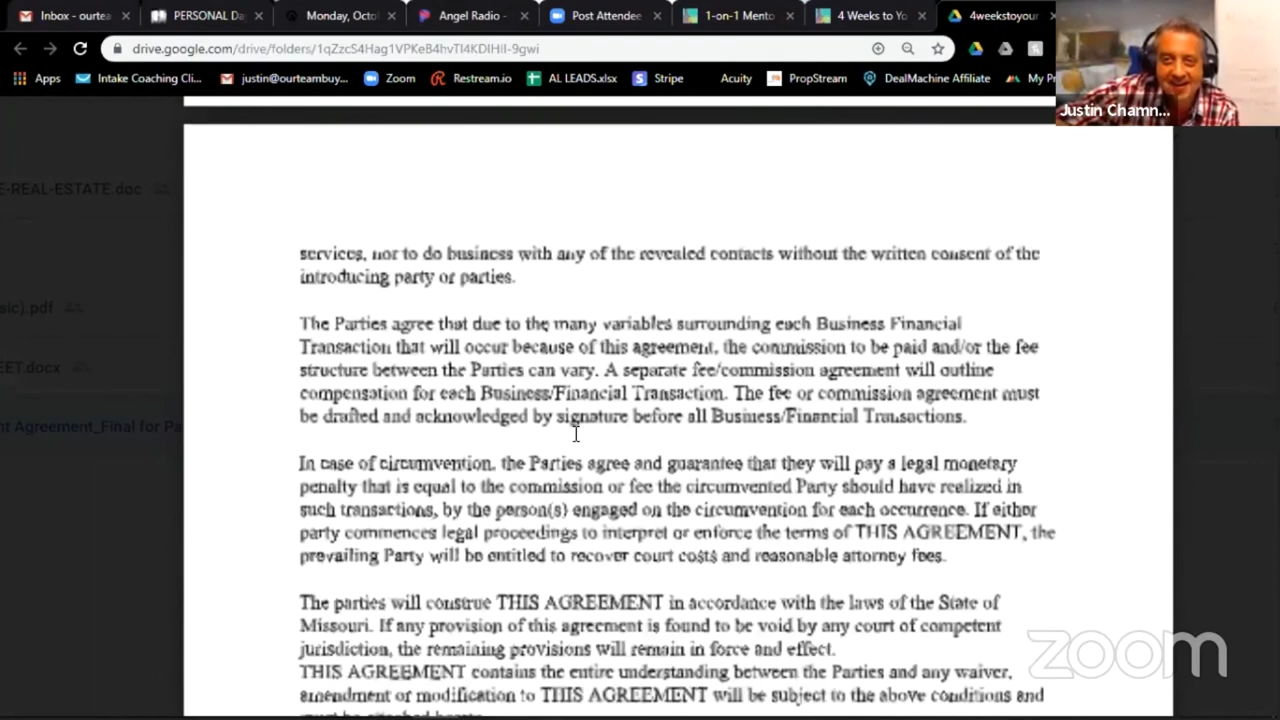 Inbox - ourtea
PERSONAL Da
Monday, Octo
Angel Radio -
Post Attendee
1-on-1 Mento
4 Weeks to Yo
4weekstoyour
drive.google.com/drive/folders/1qZzcS4Hag1VPKeB4hvTl4KDIHiI-9gwi
Apps
Intake Coaching Cli...
justin@ourteambuy...
Zoom
Restream.io
AL LEADS.xlsx
Stripe
Acuity
PropStream
DealMachine Affiliate
My Pr
Justin Chamn...
E-REAL-ESTATE.doc
sic).pdf
EET.docx
nt Agreement_Final for Pa
services, nor to do business with any of the revealed contacts without the written consent of the
introducing party or parties.
The Parties agree that due to the many variables surrounding each Business Financial
Transaction that will occur because of this agreement, the commission to be paid and/or the fee
structure between the Parties can vary. A separate fee/commission agreement will outline
compensation for each Business/Financial Transaction. The fee or commission agreement must
be drafted and acknowledged by signature before all Business/Financial Transactions.
In case of circumvention, the Parties agree and guarantee that they will pay a legal monetary
penalty that is equal to the commission or fee the circumvented Party should have realized in
such transactions, by the person(s) engaged on the circumvention for each occurrence. If either
party commences legal proceedings to interpret or enforce the terms of THIS AGREEMENT, the
prevailing Party will be entitled to recover court costs and reasonable attorney fees.
The parties will construe THIS AGREEMENT in accordance with the laws of the State of
Missouri. If any provision of this agreement is found to be void by any court of competent
jurisdiction, the remaining provisions will remain in force and effect.
THIS AGREEMENT contains the entire understanding between the Parties and any waiver,
amendment or modification to THIS AGREEMENT will be subject to the above conditions and
zoom